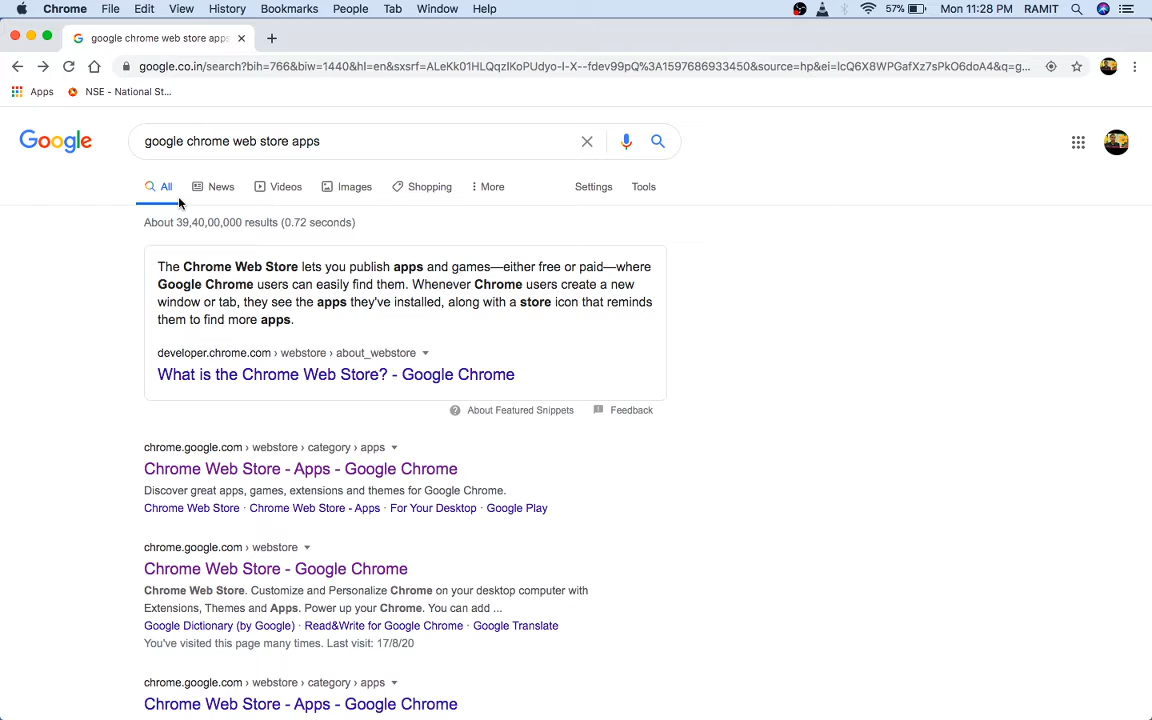 Chrome File Edit View History Bookmarks People Tab Window Help 57% Mon 11:28 PM RAMIT
google chrome web store apps
google.co.in/search?bih=766&biw=1440&hl=en&sxsrf=ALeKk01HLQqzIKoPUdyo-I-X--fdev99pQ%3A1597686933450&source=hp&ei=lcQ6X8WPGafXz7sPkO6doA4&q=g...
Apps NSE - National St...
Google google chrome web store apps
All News Videos Images Shopping More Settings Tools
About 39,40,00,000 results (0.72 seconds)
The Chrome Web Store lets you publish apps and games—either free or paid—where
Google Chrome users can easily find them. Whenever Chrome users create a new
window or tab, they see the apps they've installed, along with a store icon that reminds
them to find more apps.
developer.chrome.com › webstore › about_webstore
What is the Chrome Web Store? - Google Chrome
About Featured Snippets Feedback
chrome.google.com › webstore › category › apps
Chrome Web Store - Apps - Google Chrome
Discover great apps, games, extensions and themes for Google Chrome.
Chrome Web Store · Chrome Web Store - Apps · For Your Desktop · Google Play
chrome.google.com › webstore
Chrome Web Store - Google Chrome
Chrome Web Store. Customize and Personalize Chrome on your desktop computer with
Extensions, Themes and Apps. Power up your Chrome. You can add ...
Google Dictionary (by Google) · Read&Write for Google Chrome · Google Translate
You've visited this page many times. Last visit: 17/8/20
chrome.google.com › webstore › category › apps
Chrome Web Store - Apps - Google Chrome